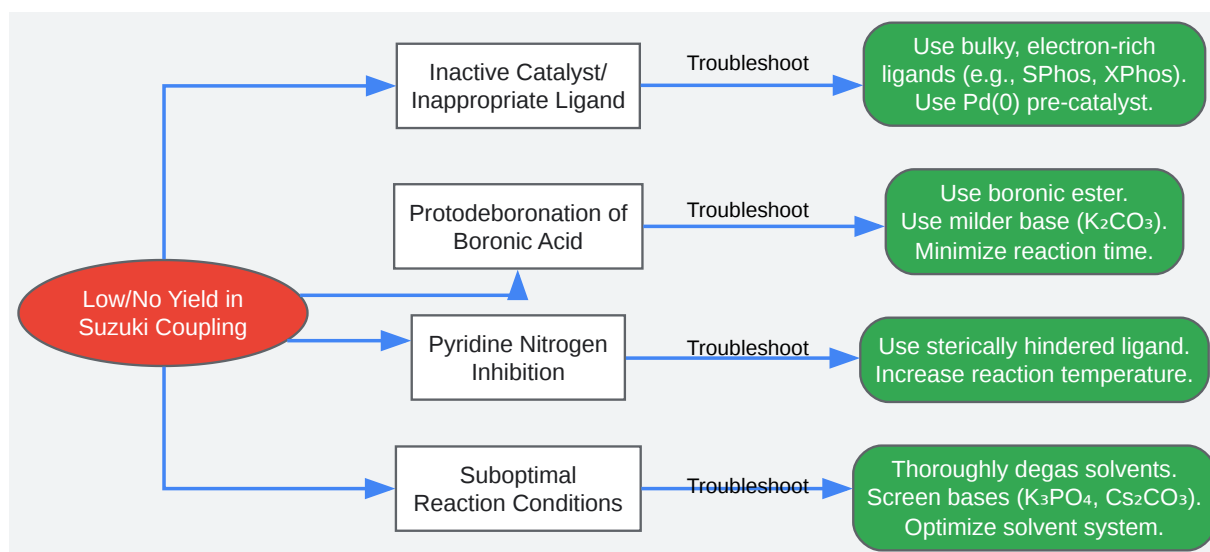 Low/No Yield in
Suzuki Coupling
Inactive Catalyst/
Inappropriate Ligand
Troubleshoot
Use bulky, electron-rich
ligands (e.g., SPhos, XPhos).
Use Pd(0) pre-catalyst.
Protodeboronation of
Boronic Acid
Troubleshoot
Use boronic ester.
Use milder base (K₂CO₃).
Minimize reaction time.
Pyridine Nitrogen
Inhibition
Troubleshoot
Use sterically hindered ligand.
Increase reaction temperature.
Suboptimal
Reaction Conditions
Troubleshoot
Thoroughly degas solvents.
Screen bases (K₃PO₄, Cs₂CO₃).
Optimize solvent system.